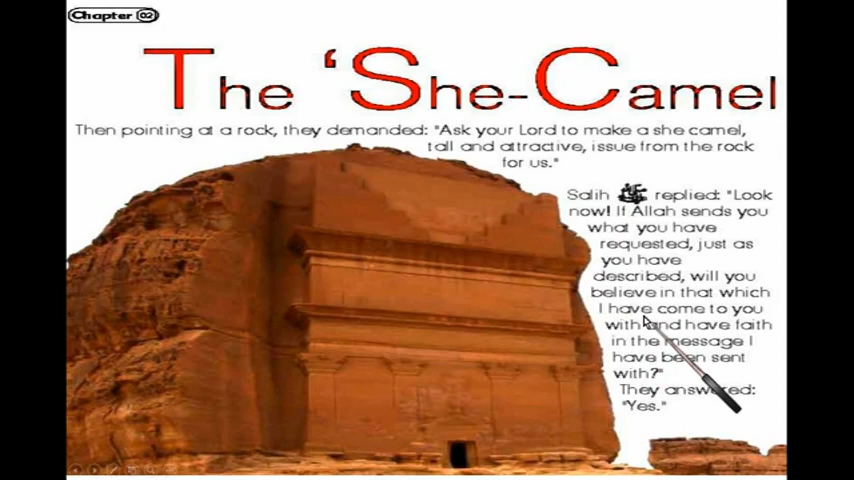 Chapter 02
The ‘She-Camel
Then pointing at a rock, they demanded: "Ask your Lord to make a she camel,
tall and attractive, issue from the rock
for us."
Salih replied: "Look
now! If Allah sends you
what you have
requested, just as
you have
described, will you
believe in that which
I have come to you
with and have faith
in the message I
have been sent
with?"
They answered:
"Yes."